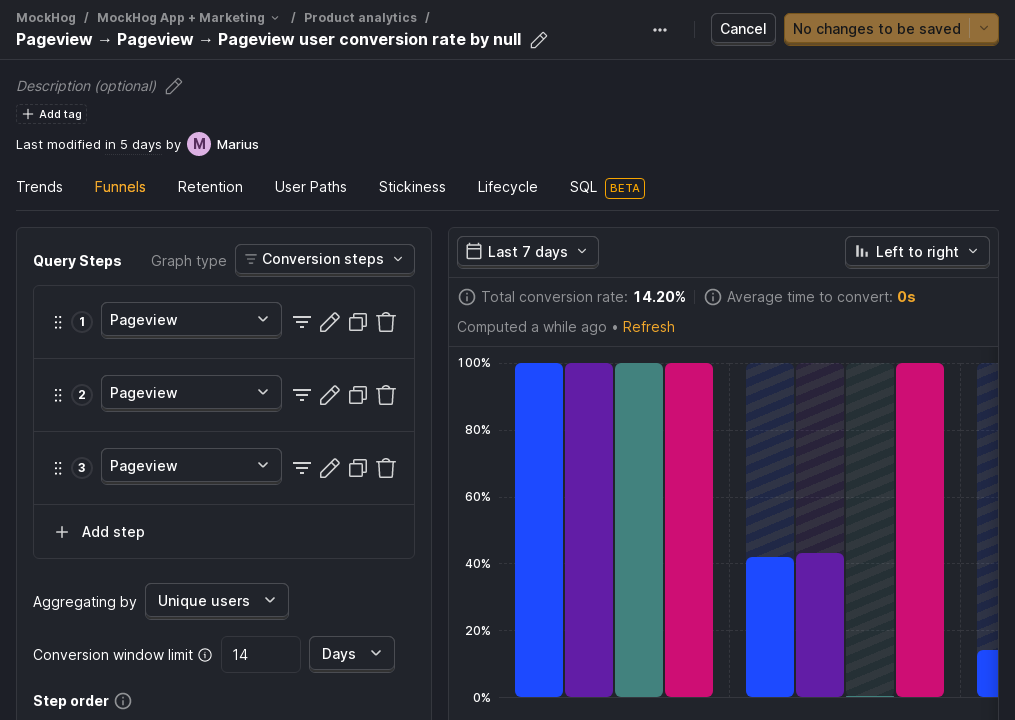 MockHog / MockHog App + Marketing / Product analytics /
Pageview → Pageview → Pageview user conversion rate by null
Cancel
No changes to be saved
Description (optional)
Add tag
Last modified in 5 days by M Marius
Trends Funnels Retention User Paths Stickiness Lifecycle SQL BETA
Query Steps Graph type Conversion steps
1 Pageview
2 Pageview
3 Pageview
Add step
Aggregating by Unique users
Conversion window limit 14 Days
Step order
Last 7 days Left to right
Total conversion rate: 14.20% Average time to convert: 0s
Computed a while ago • Refresh
100%
80%
60%
40%
20%
0%